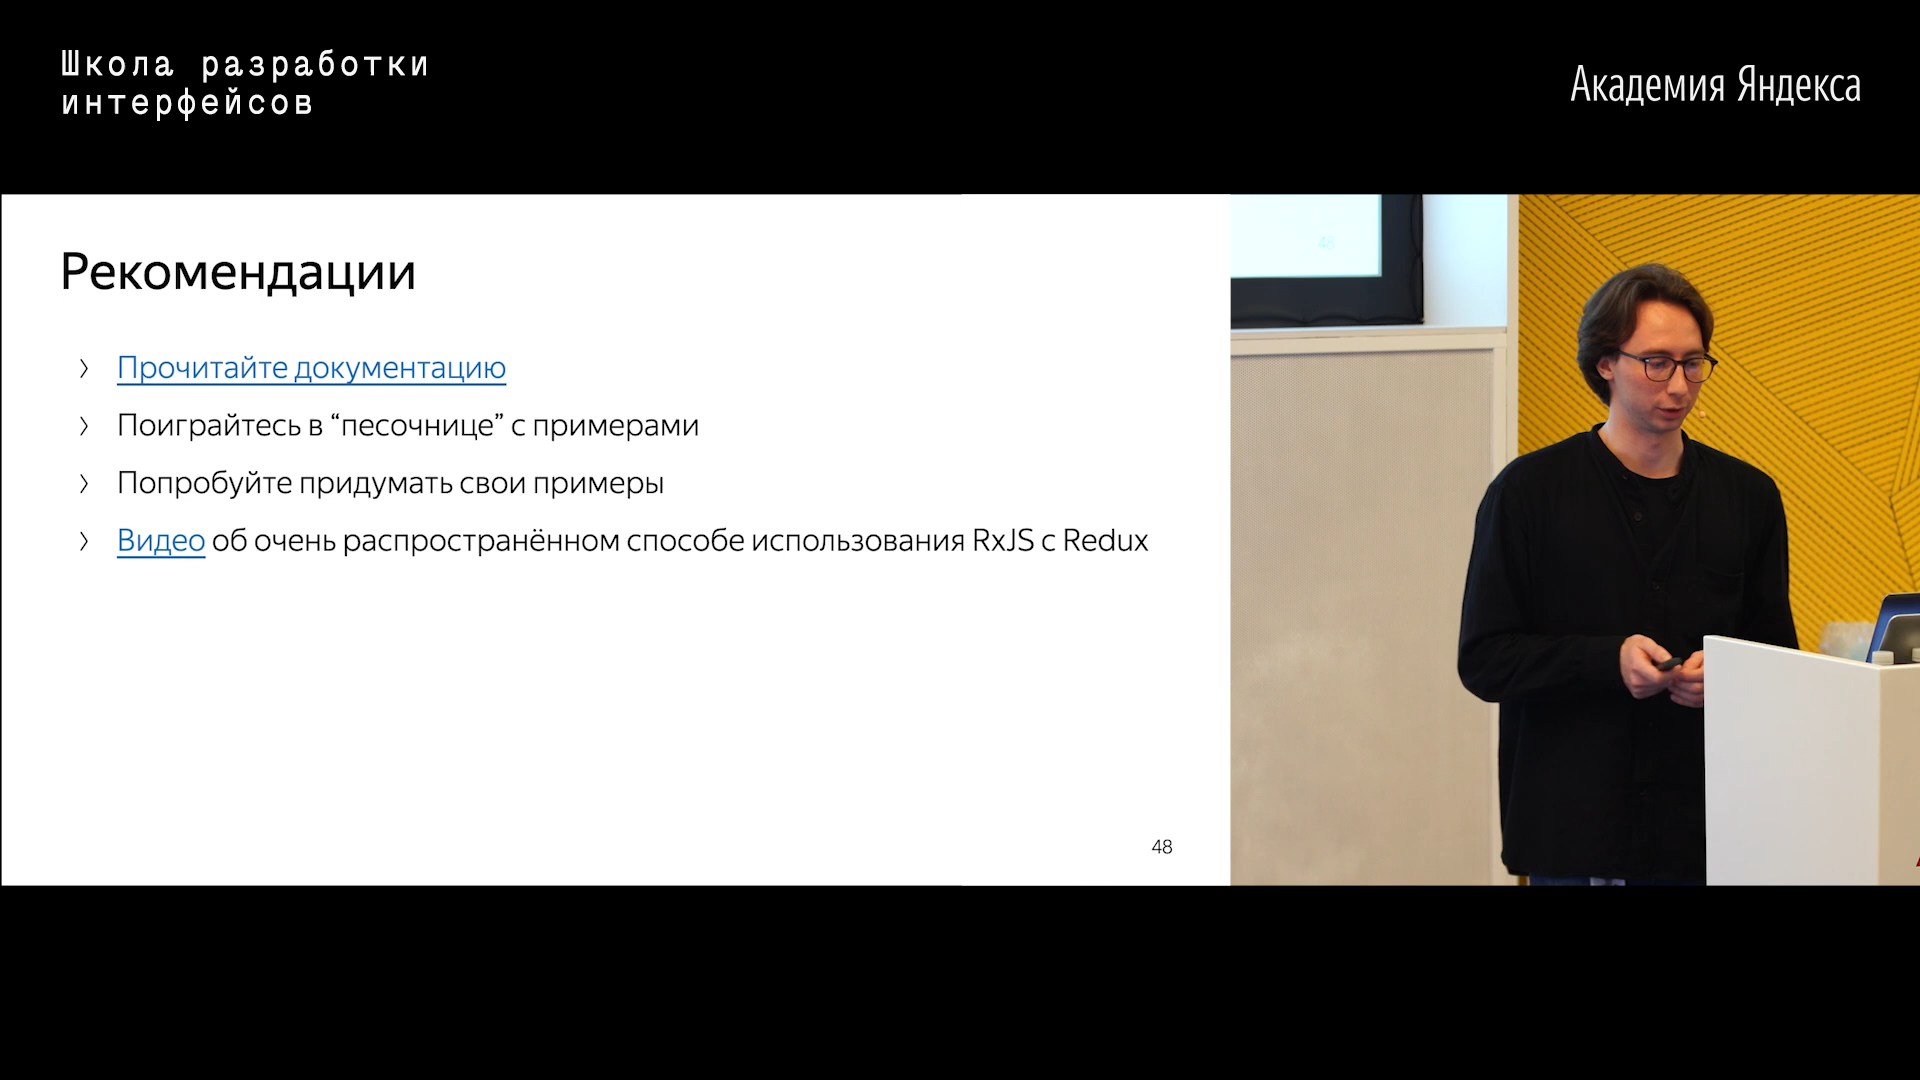 Школа разработки
интерфейсов
Академия Яндекса
Рекомендации
› Прочитайте документацию
› Поиграйтесь в “песочнице” с примерами
› Попробуйте придумать свои примеры
› Видео об очень распространённом способе использования RxJS с Redux
48
48